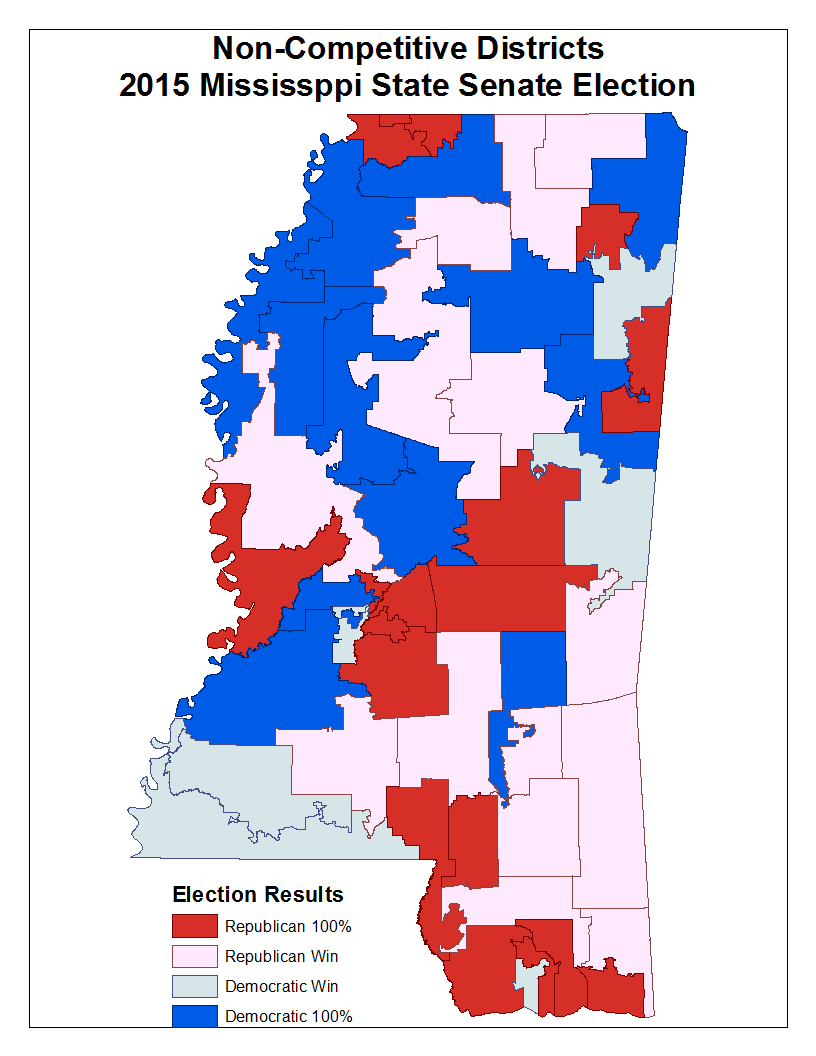 Non-Competitive Districts
2015 Mississppi State Senate Election
Election Results
Republican 100%
Republican Win
Democratic Win
Democratic 100%